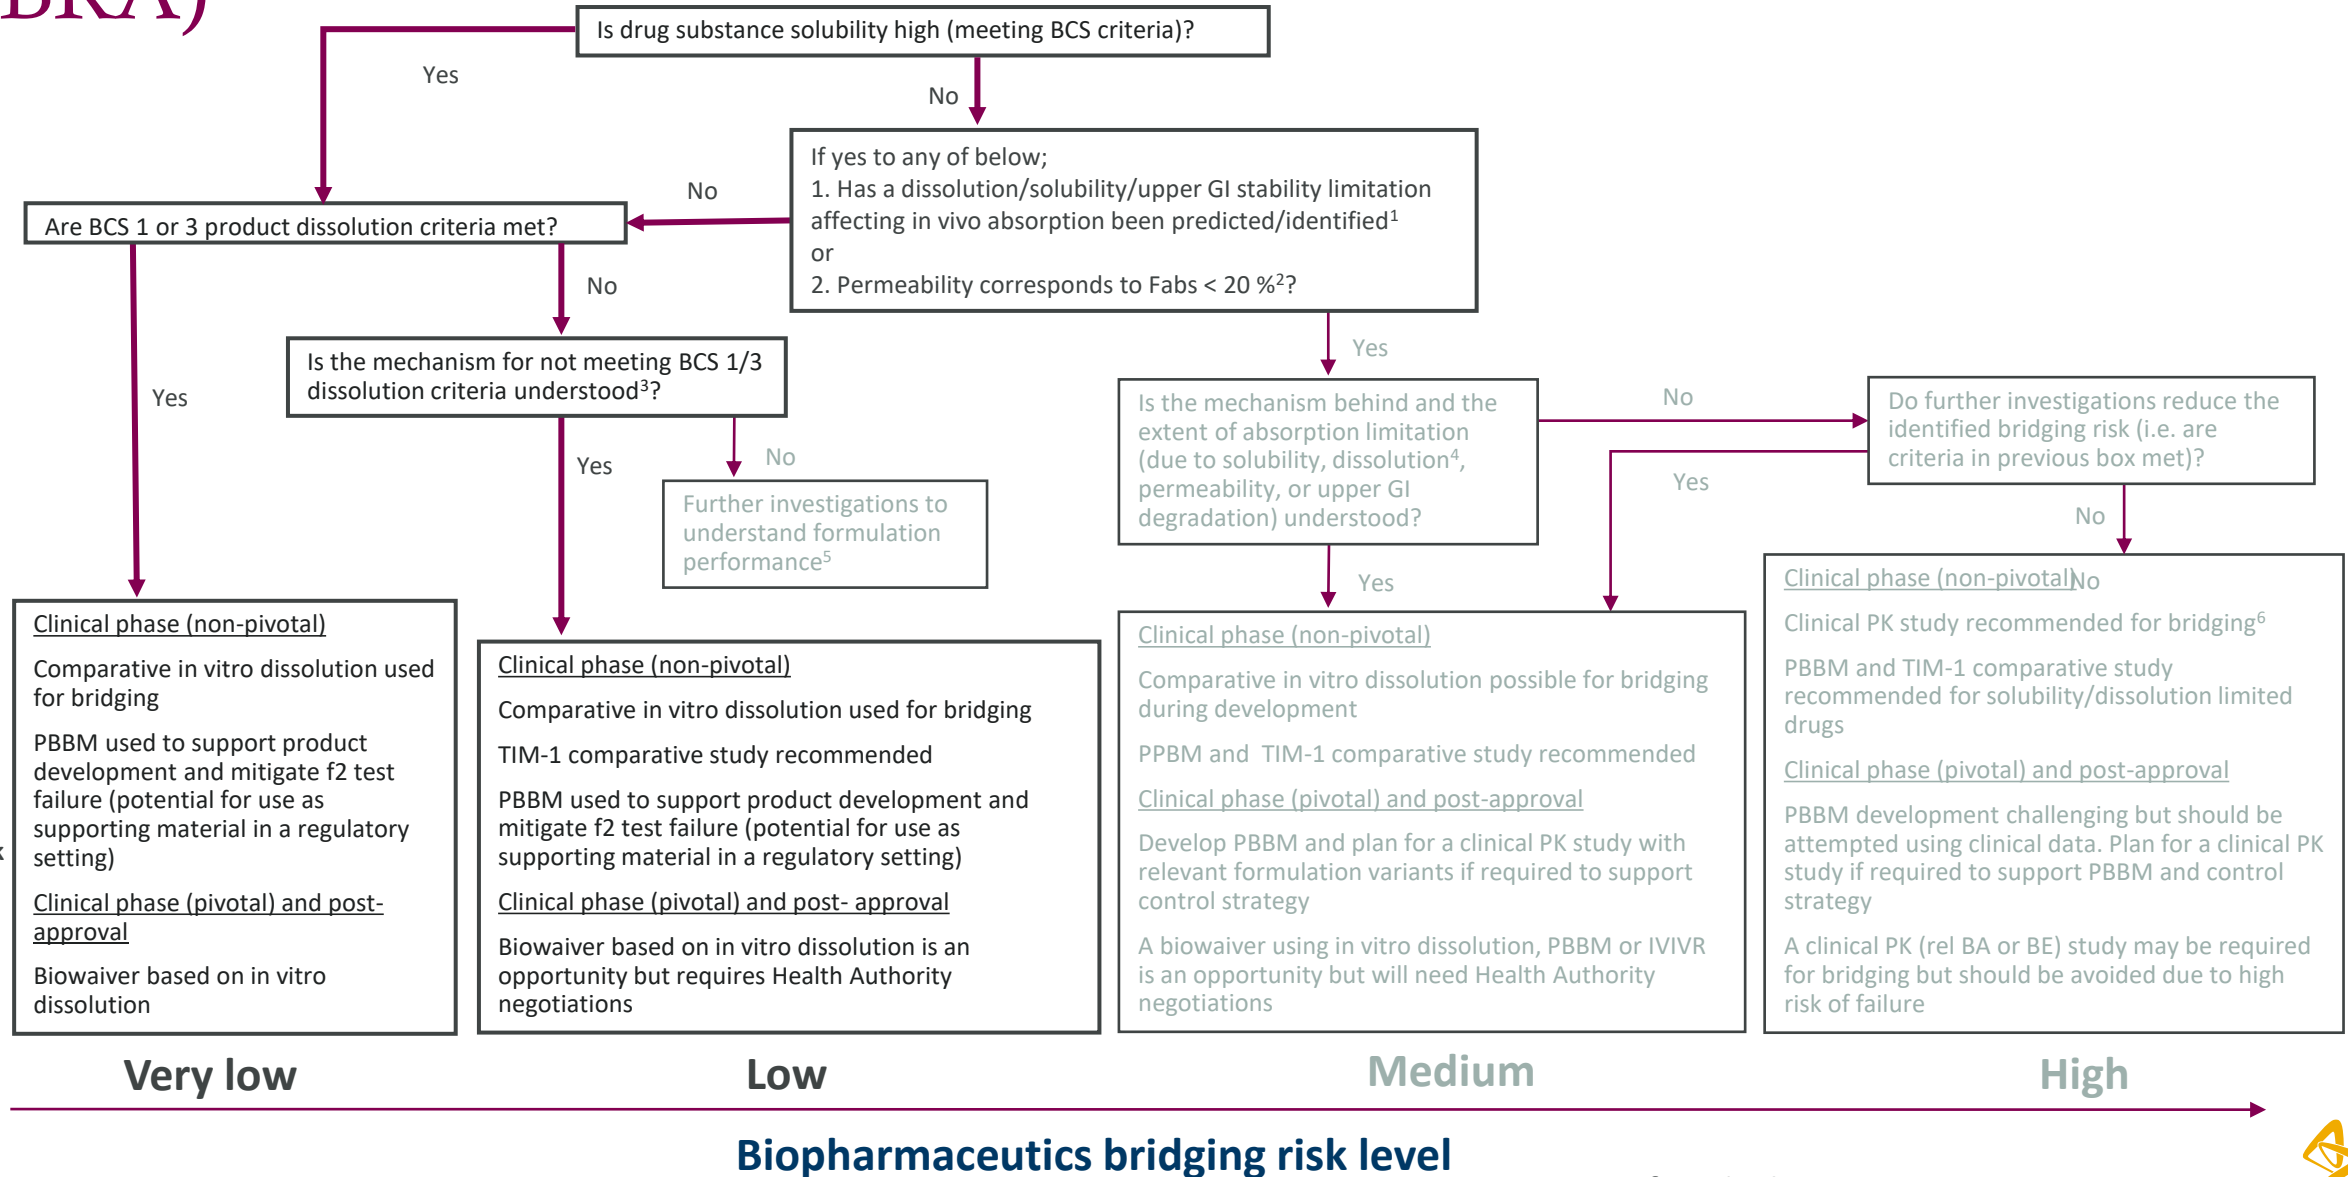 BRA)
Is drug substance solubility high (meeting BCS criteria)?
Yes
No
If yes to any of below;
1. Has a dissolution/solubility/upper GI stability limitation
affecting in vivo absorption been predicted/identified¹
or
2. Permeability corresponds to Fabs < 20 %²?
No
Are BCS 1 or 3 product dissolution criteria met?
No
Yes
Is the mechanism for not meeting BCS 1/3
dissolution criteria understood³?
Yes
No
Further investigations to
understand formulation
performance⁵
Yes
Is the mechanism behind and the
extent of absorption limitation
(due to solubility, dissolution⁴,
permeability, or upper GI
degradation) understood?
No
Do further investigations reduce the
identified bridging risk (i.e. are
criteria in previous box met)?
Yes
No
Yes
Clinical phase (non-pivotal)
Comparative in vitro dissolution used
for bridging
PBBM used to support product
development and mitigate f2 test
failure (potential for use as
supporting material in a regulatory
setting)
Clinical phase (pivotal) and post-
approval
Biowaiver based on in vitro
dissolution
Clinical phase (non-pivotal)
Comparative in vitro dissolution used for bridging
TIM-1 comparative study recommended
PBBM used to support product development and
mitigate f2 test failure (potential for use as
supporting material in a regulatory setting)
Clinical phase (pivotal) and post- approval
Biowaiver based on in vitro dissolution is an
opportunity but requires Health Authority
negotiations
Clinical phase (non-pivotal)
Comparative in vitro dissolution possible for bridging
during development
PPBM and  TIM-1 comparative study recommended
Clinical phase (pivotal) and post-approval
Develop PBBM and plan for a clinical PK study with
relevant formulation variants if required to support
control strategy
A biowaiver using in vitro dissolution, PBBM or IVIVR
is an opportunity but will need Health Authority
negotiations
Clinical phase (non-pivotal)
No
Clinical PK study recommended for bridging⁶
PBBM and TIM-1 comparative study
recommended for solubility/dissolution limited
drugs
Clinical phase (pivotal) and post-approval
PBBM development challenging but should be
attempted using clinical data. Plan for a clinical PK
study if required to support PBBM and control
strategy
A clinical PK (rel BA or BE) study may be required
for bridging but should be avoided due to high
risk of failure
Very low
Low
Medium
High
Biopharmaceutics bridging risk level